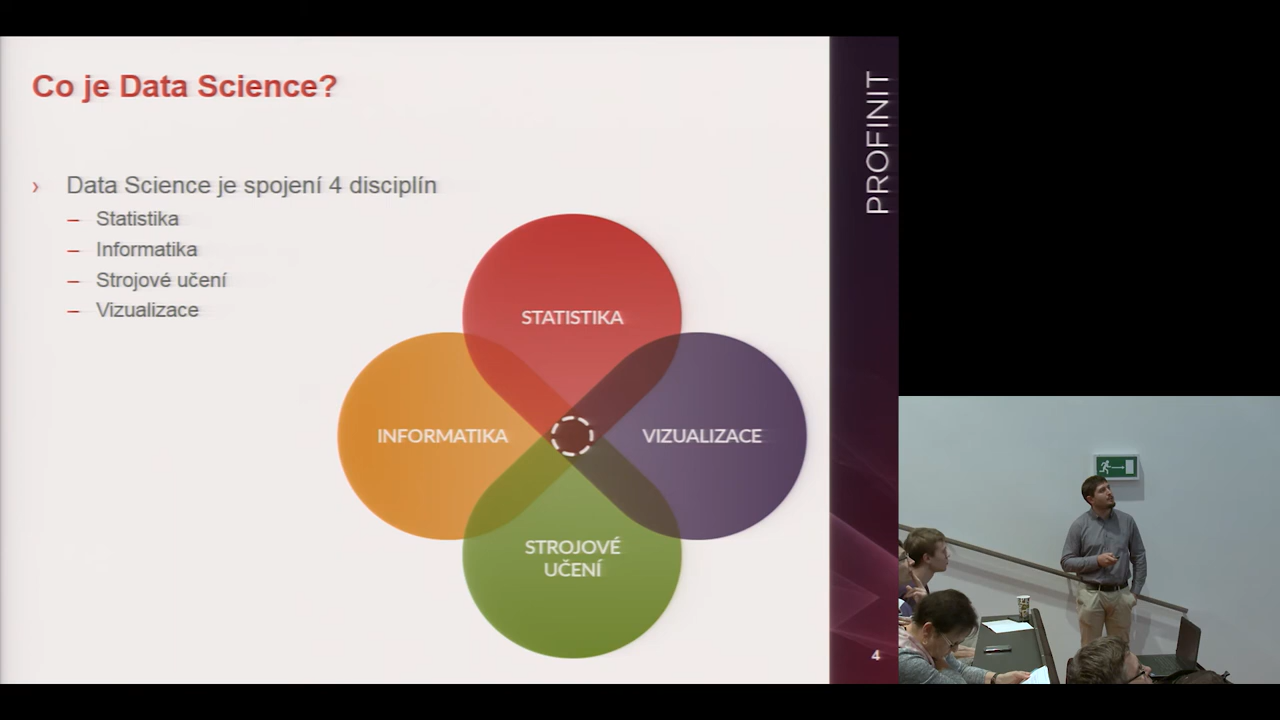 Co je Data Science?
› Data Science je spojení 4 disciplín
– Statistika
– Informatika
– Strojové učení
– Vizualizace
STATISTIKA
INFORMATIKA
VIZUALIZACE
STROJOVÉ
UČENÍ
PROFINIT
4